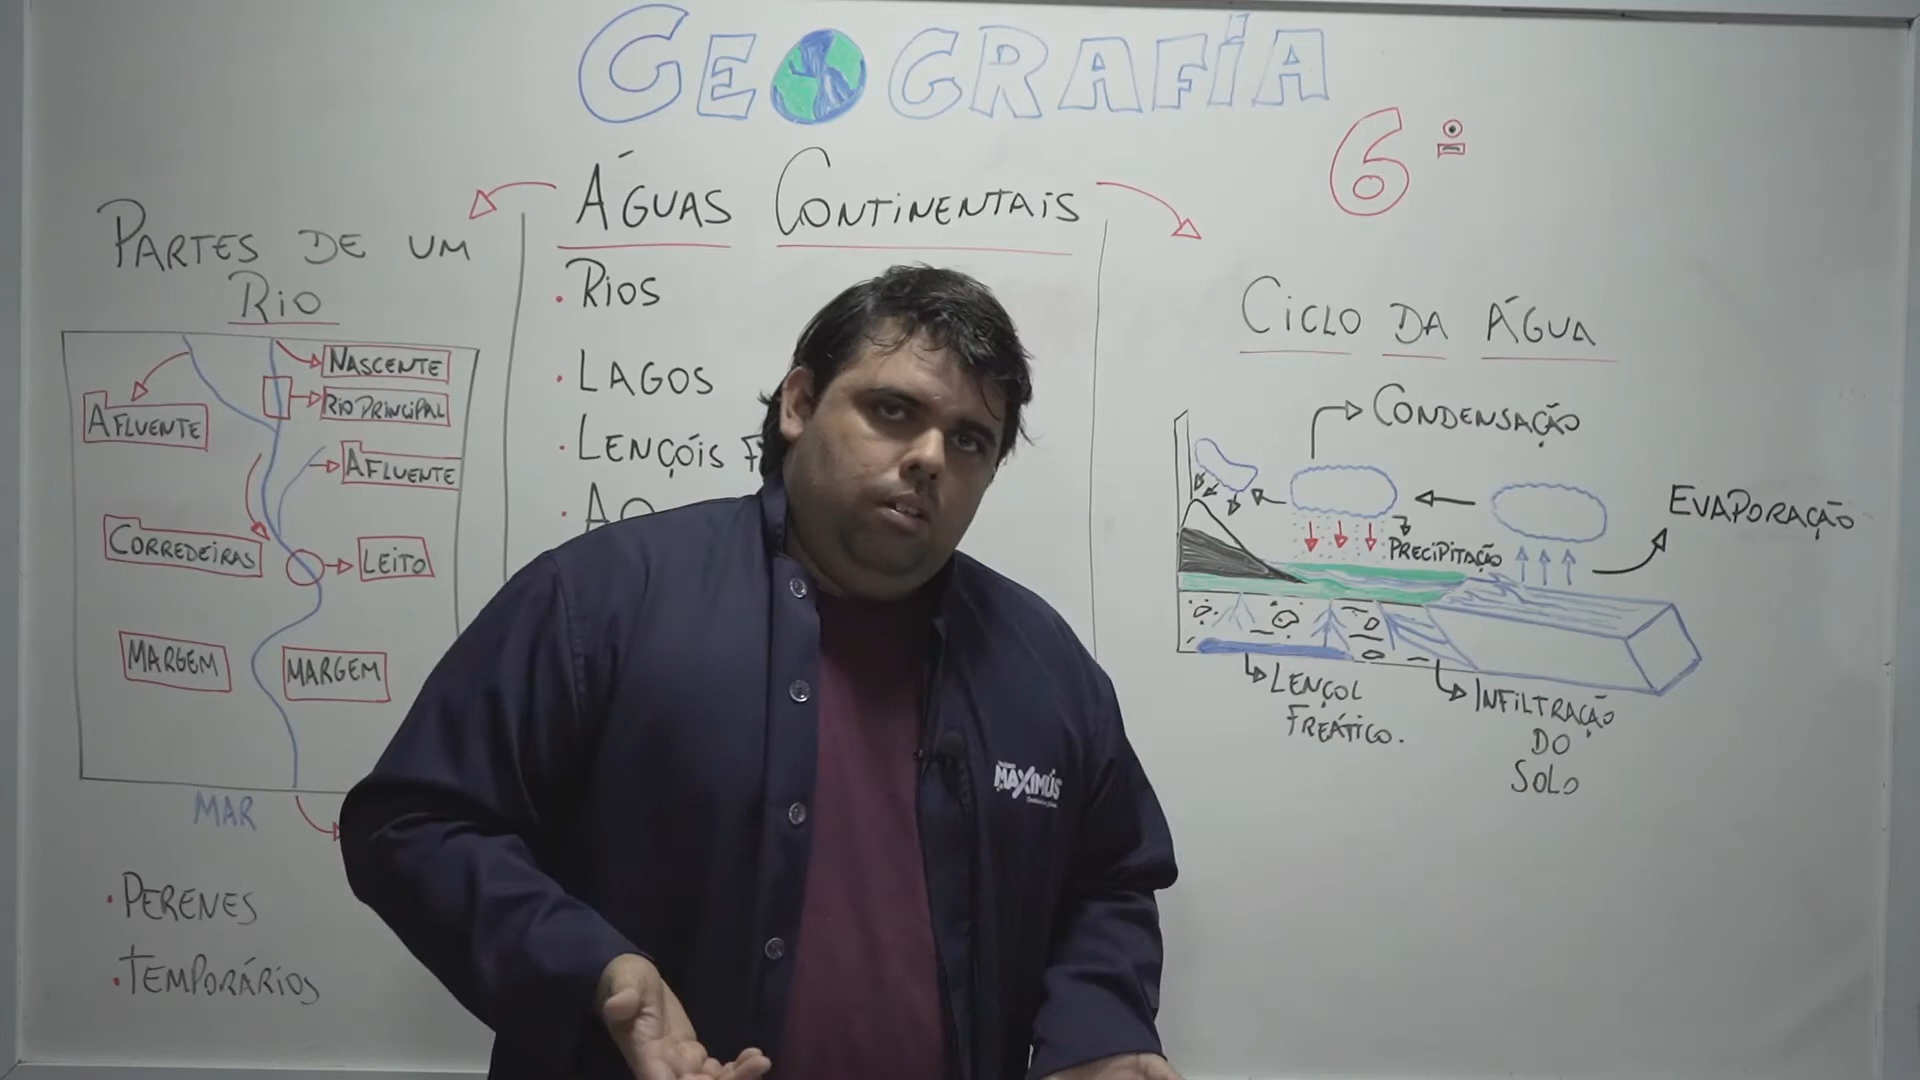 GEOGRAFIA
6º
ÁGUAS CONTINENTAIS
PARTES DE UM
RIO
NASCENTE
RIO PRINCIPAL
AFLUENTE
AFLUENTE
CORREDEIRAS
LEITO
MARGEM
MARGEM
MAR
• PERENES
• TEMPORÁRIOS
• RIOS
• LAGOS
• LENÇÓIS
CICLO DA ÁGUA
CONDENSAÇÃO
EVAPORAÇÃO
PRECIPITAÇÃO
LENÇOL
FREÁTICO.
INFILTRAÇÃO
DO
SOLO
MAXIMUS